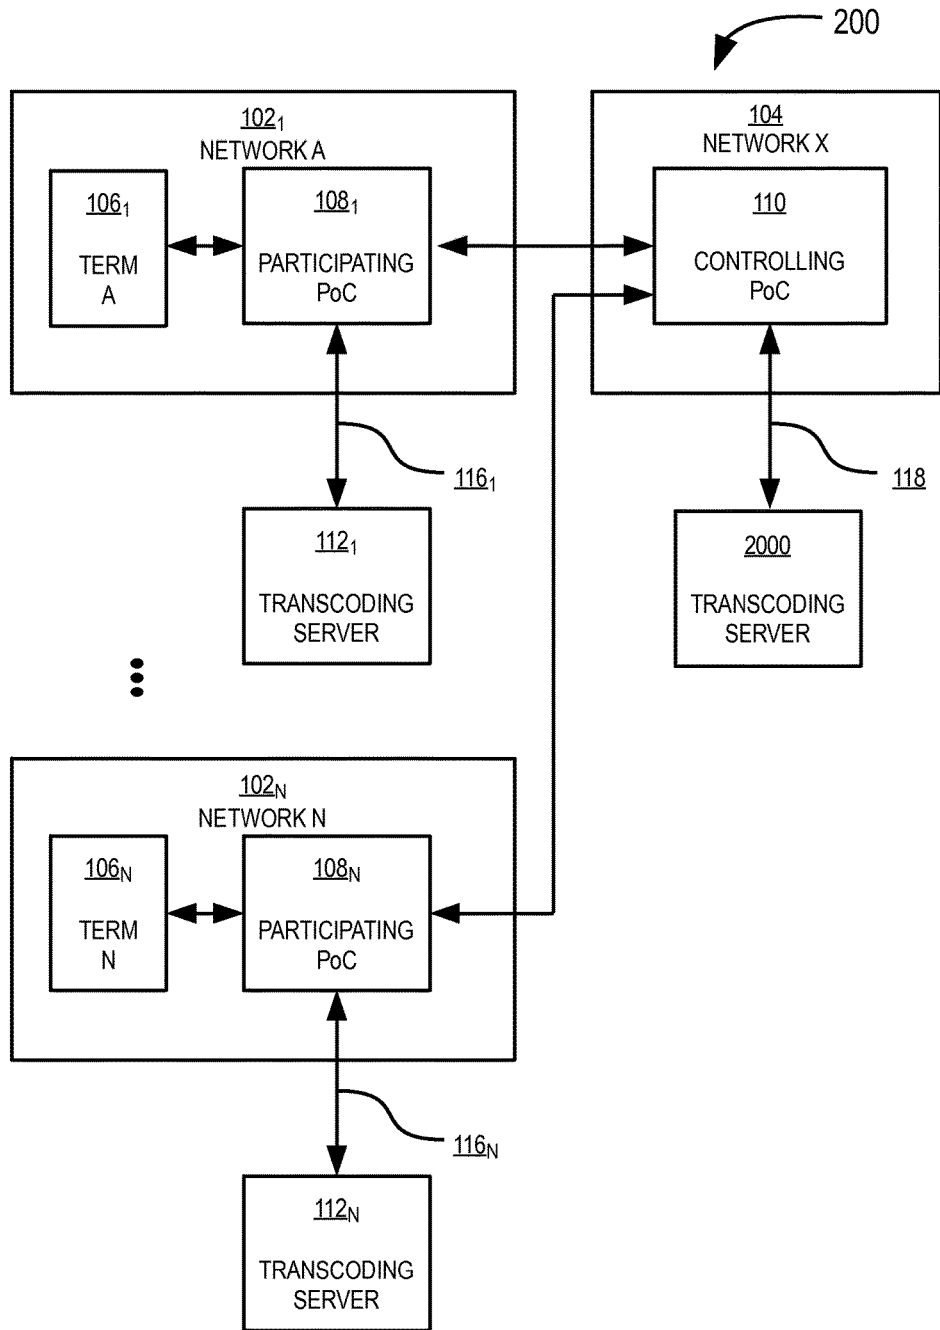 200
102₁
NETWORK A
106₁
TERM
A
108₁
PARTICIPATING
PoC
104
NETWORK X
110
CONTROLLING
PoC
116₁
118
112₁
TRANSCODING
SERVER
2000
TRANSCODING
SERVER
102N
NETWORK N
106N
TERM
N
108N
PARTICIPATING
PoC
116N
112N
TRANSCODING
SERVER